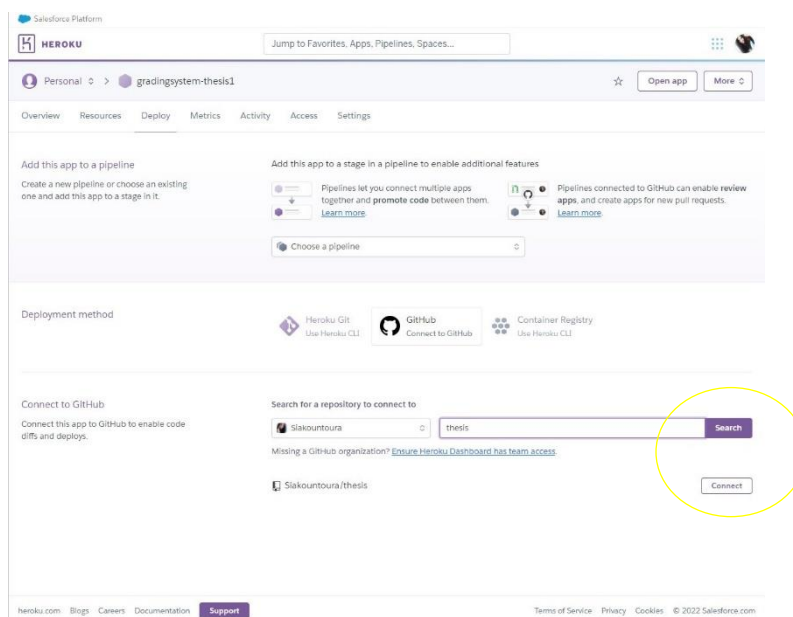 Salesforce Platform
HEROKU
Jump to Favorites, Apps, Pipelines, Spaces...
Personal > gradingsystem-thesis1
Open app
More
Overview Resources Deploy Metrics Activity Access Settings
Add this app to a pipeline
Create a new pipeline or choose an existing
one and add this app to a stage in it.
Add this app to a stage in a pipeline to enable additional features
Pipelines let you connect multiple apps
together and promote code between them.
Learn more.
Pipelines connected to GitHub can enable review
apps, and create apps for new pull requests.
Learn more.
Choose a pipeline
Deployment method
Heroku Git
Use Heroku CLI
GitHub
Connect to GitHub
Container Registry
Use Heroku CLI
Connect to GitHub
Connect this app to GitHub to enable code
diffs and deploys.
Search for a repository to connect to
Siakountoura
thesis
Search
Missing a GitHub organization? Ensure Heroku Dashboard has team access.
Siakountoura/thesis
Connect
heroku.com Blogs Careers Documentation Support
Terms of Service Privacy Cookies © 2022 Salesforce.com